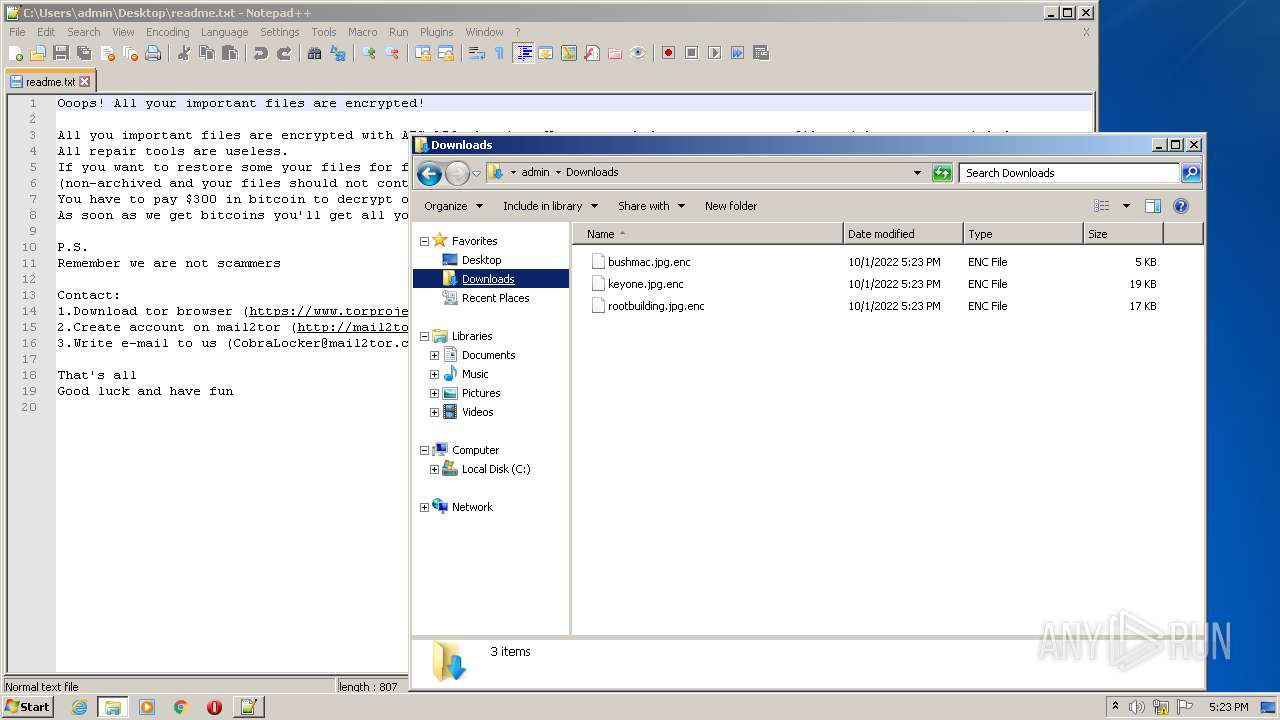 C:\Users\admin\Desktop\readme.txt - Notepad++
File Edit Search View Encoding Language Settings Tools Macro Run Plugins Window ? X
readme.txt
1 Ooops! All your important files are encrypted!
2
3 All you important files are encrypted with
4 All repair tools are useless.
5 If you want to restore some your files for f
6 (non-archived and your files should not cont
7 You have to pay $300 in bitcoin to decrypt o
8 As soon as we get bitcoins you'll get all yo
9
10 P.S.
11 Remember we are not scammers
12
13 Contact:
14 1.Download tor browser (https://www.torproje
15 2.Create account on mail2tor (http://mail2to
16 3.Write e-mail to us (CobraLocker@mail2tor.c
17
18 That's all
19 Good luck and have fun
20
Normal text file length : 807
Downloads
admin Downloads Search Downloads
Organize Include in library Share with New folder
Favorites
Desktop
Downloads
Recent Places
Libraries
Documents
Music
Pictures
Videos
Computer
Local Disk (C:)
Network
Name Date modified Type Size
bushmac.jpg.enc 10/1/2022 5:23 PM ENC File 5 KB
keyone.jpg.enc 10/1/2022 5:23 PM ENC File KB
rootbuilding.jpg.enc 10/1/2022 5:23 PM ENC File 17 KB
3 items
ANY RUN
Start 5:23 PM